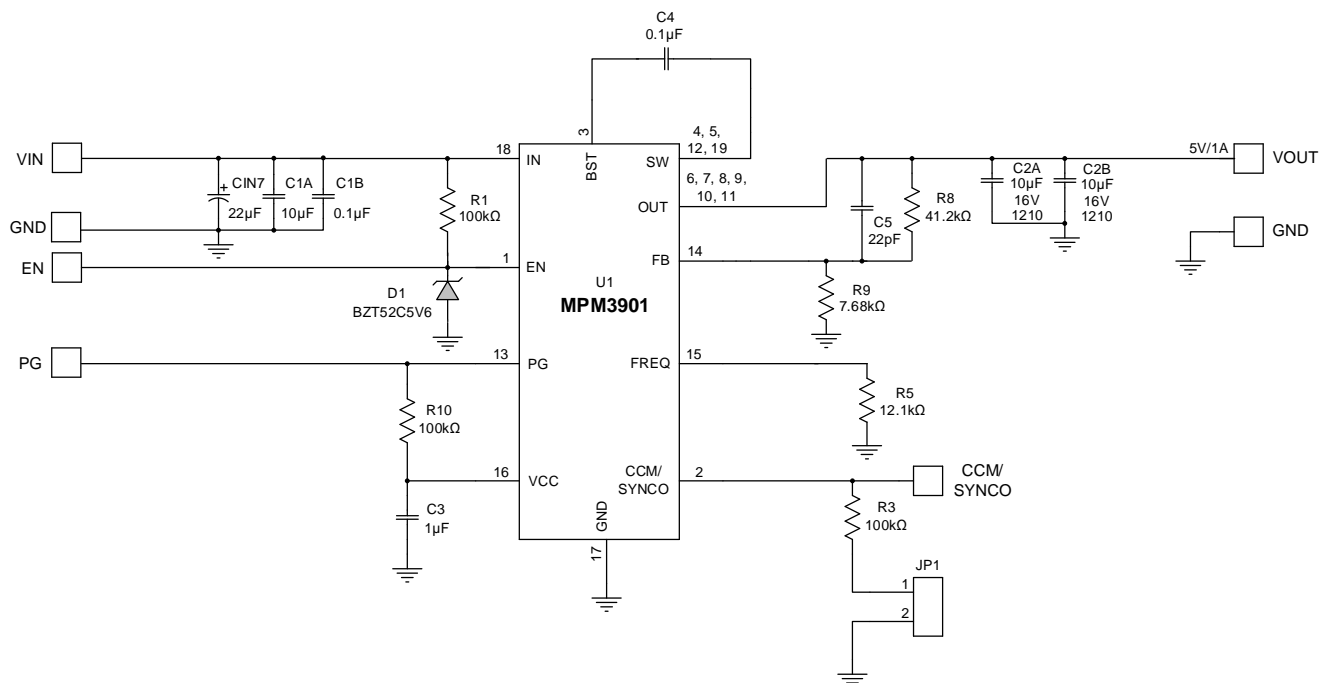 C4
0.1µF
3
4, 5,
12, 19
VIN
18
IN
BST
SW
5V/1A
VOUT
CIN7
+
22µF
C1A
10µF
C1B
0.1µF
R1
100kΩ
6, 7, 8, 9,
10, 11
OUT
C5
22pF
R8
41.2kΩ
C2A
10µF
16V
1210
C2B
10µF
16V
1210
GND
GND
EN
1
EN
U1
MPM3901
FB
14
D1
BZT52C5V6
R9
7.68kΩ
PG
13
PG
FREQ
15
R10
100kΩ
R5
12.1kΩ
16
VCC
CCM/
SYNCO
2
CCM/
SYNCO
C3
1µF
GND
17
R3
100kΩ
JP1
1
2